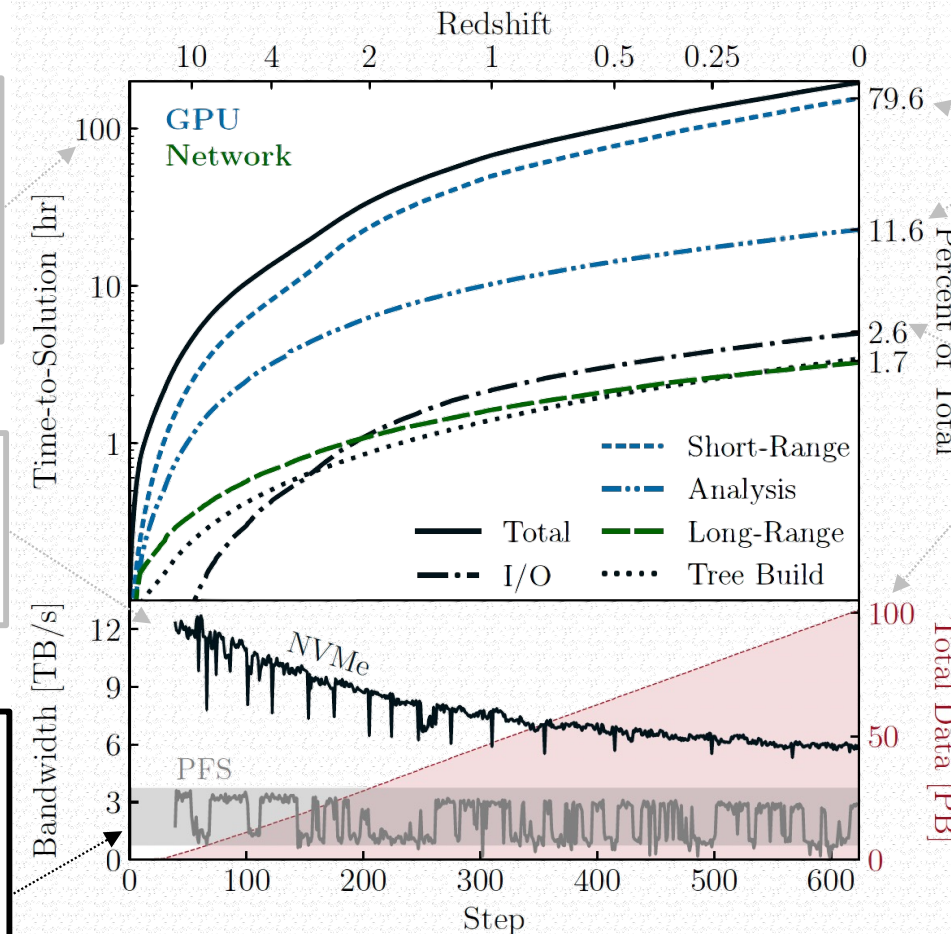 Redshift
10 4 2 1 0.5 0.25 0
GPU
Network
Time-to-Solution [hr]
100
10
1
79.6
11.6
2.6
1.7
Percent of Total
Short-Range
Analysis
Total
Long-Range
I/O
Tree Build
Bandwidth [TB/s]
12
9
6
3
0
NVMe
PFS
100
50
0
Total Data [PB]
0 100 200 300 400 500 600
Step